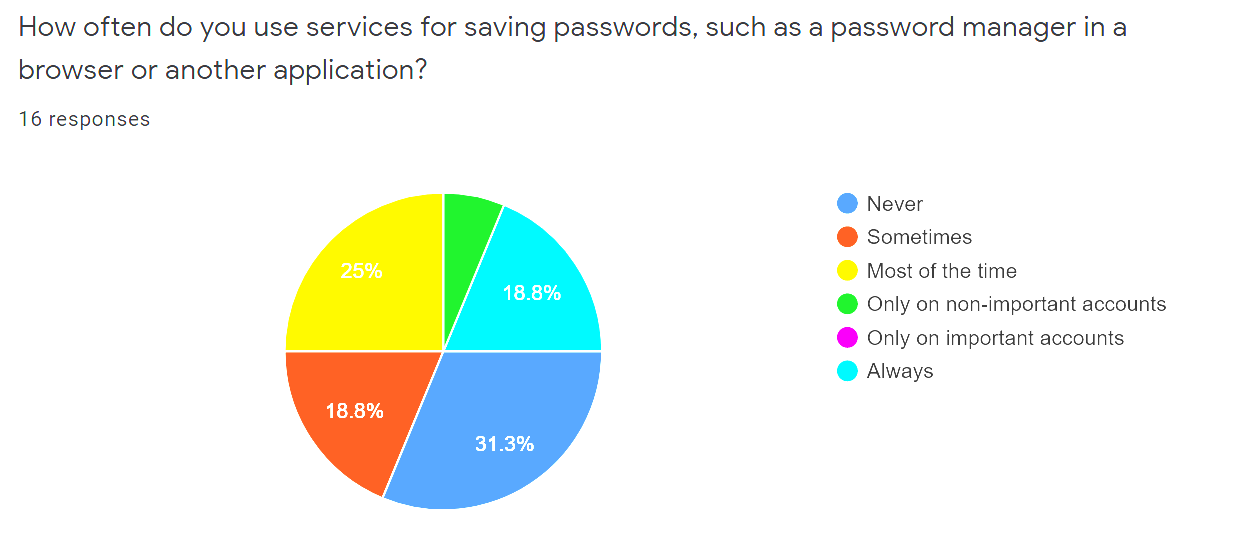 How often do you use services for saving passwords, such as a password manager in a
browser or another application?
16 responses
25%
18.8%
18.8%
31.3%
Never
Sometimes
Most of the time
Only on non-important accounts
Only on important accounts
Always